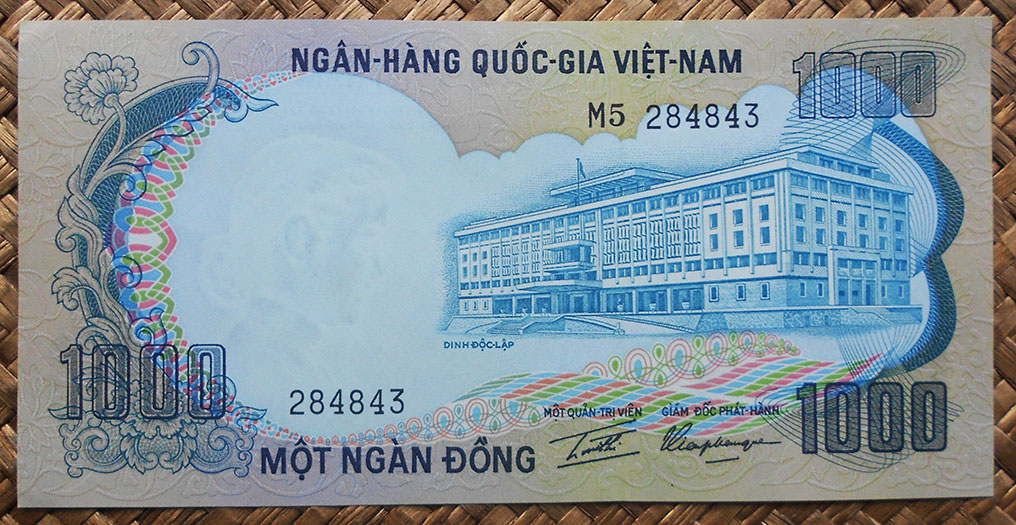 NGÂN-HÀNG QUỐC-GIA VIỆT-NAM
1000
M5 284843
DINH ĐỘC-LẬP
1000
284843
MỘT QUẢN-TRỊ VIÊN
GIÁM ĐỐC PHÁT-HÀNH
1000
MỘT NGÀN ĐỒNG